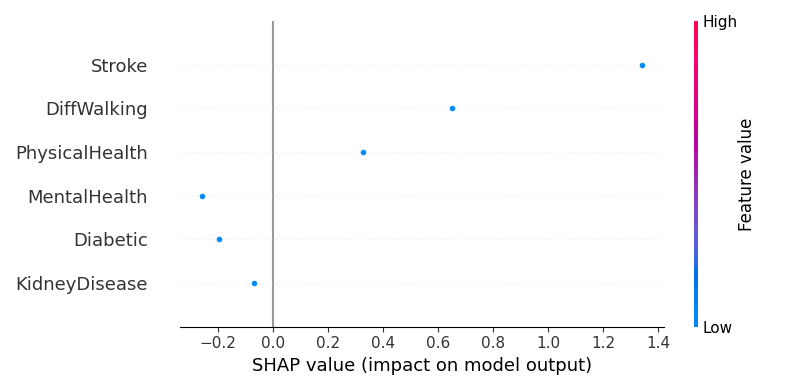 High
Stroke
DiffWalking
PhysicalHealth
MentalHealth
Diabetic
KidneyDisease
Feature value
Low
−0.2 0.0 0.2 0.4 0.6 0.8 1.0 1.2 1.4
SHAP value (impact on model output)